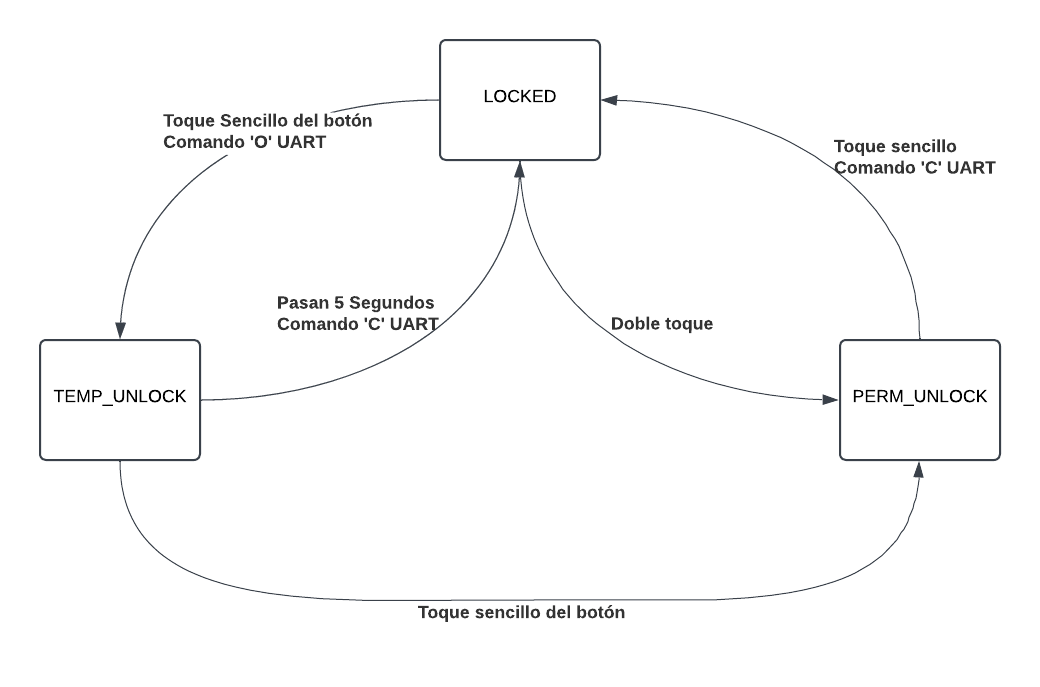 LOCKED
Toque Sencillo del botón
Comando 'O' UART
Toque sencillo
Comando 'C' UART
Pasan 5 Segundos
Comando 'C' UART
Doble toque
TEMP_UNLOCK
PERM_UNLOCK
Toque sencillo del botón